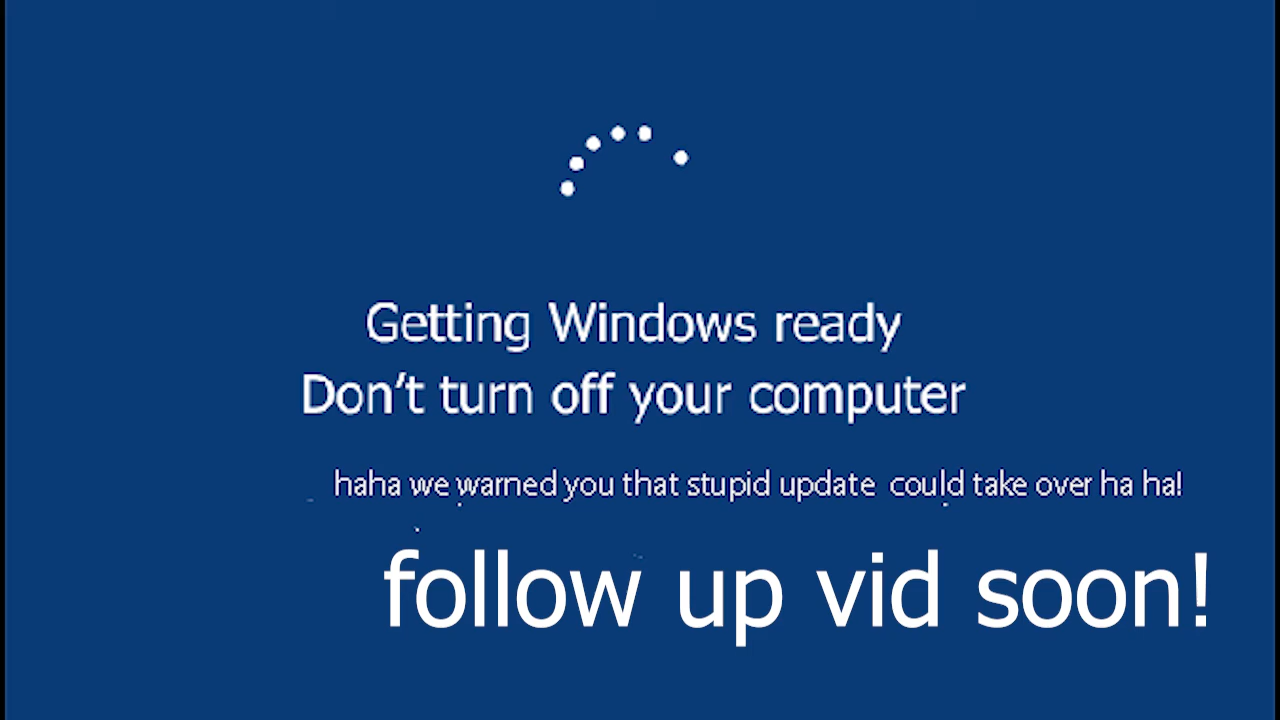 Getting Windows ready
Don't turn off your computer
haha we warned you that stupid update could take over ha ha!
follow up vid soon!